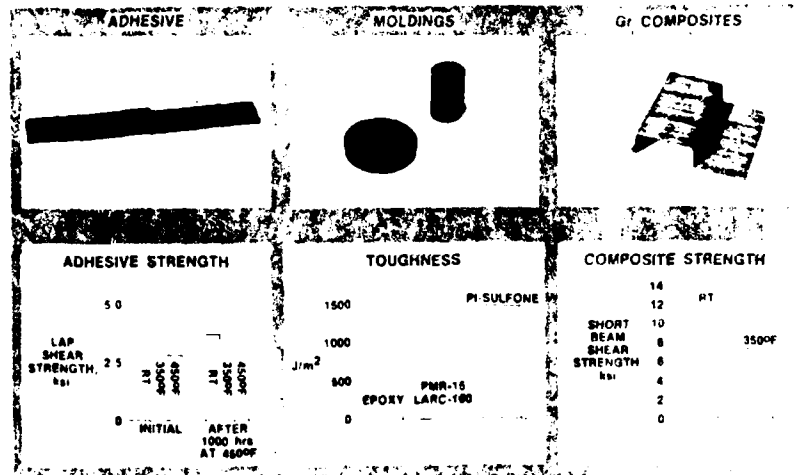 ADHESIVE
MOLDINGS
Gr COMPOSITES
ADHESIVE STRENGTH
5 0
LAP
SHEAR
STRENGTH,
ksi
2 5
0
RT
350ºF
450ºF
RT
350ºF
450ºF
INITIAL
AFTER
1000 hrs
AT 450ºF
TOUGHNESS
1500
1000
J/m²
500
0
EPOXY
LARC-160
PMR-15
PI-SULFONE
COMPOSITE STRENGTH
14
12
10
8
6
4
2
0
SHORT
BEAM
SHEAR
STRENGTH
ksi
RT
350ºF